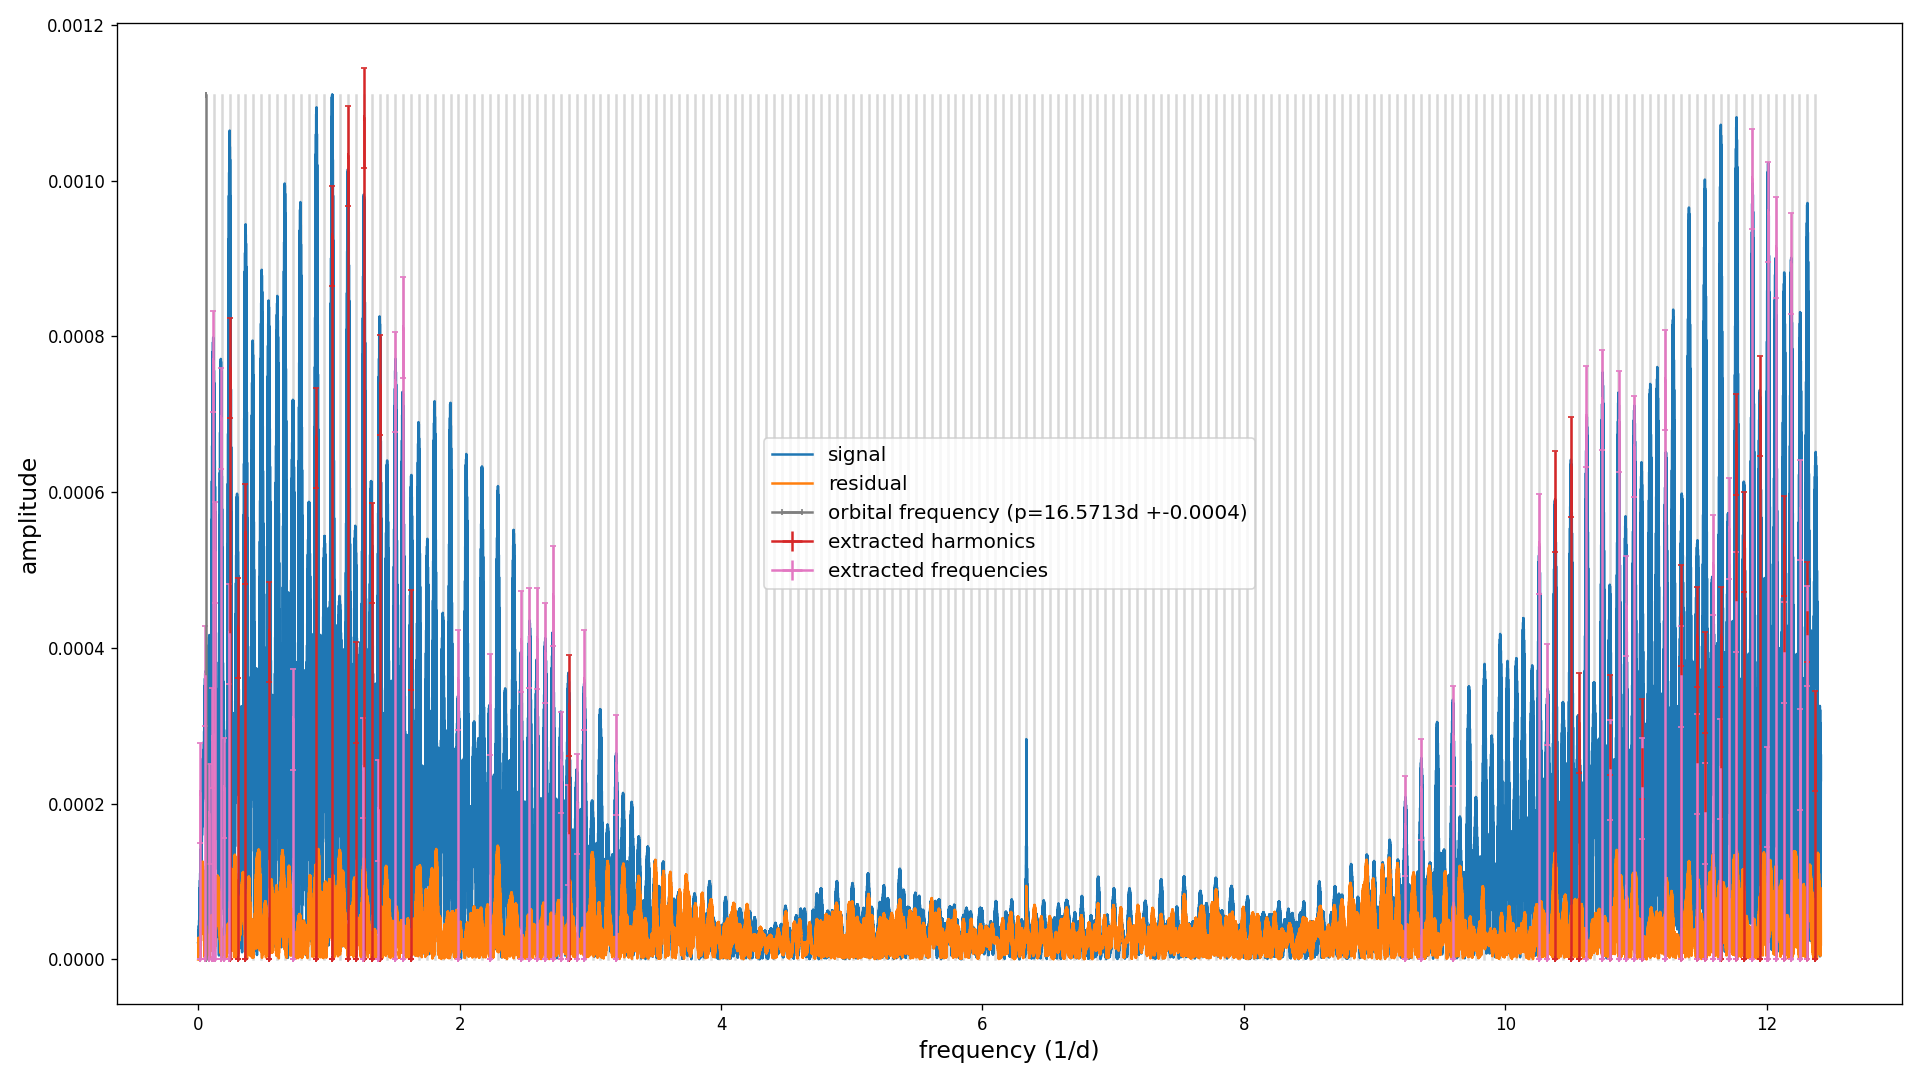 0.0012
0.0010
0.0008
0.0006
0.0004
0.0002
0.0000
amplitude
signal
residual
orbital frequency (p=16.5713d +-0.0004)
extracted harmonics
extracted frequencies
0 2 4 6 8 10 12
frequency (1/d)